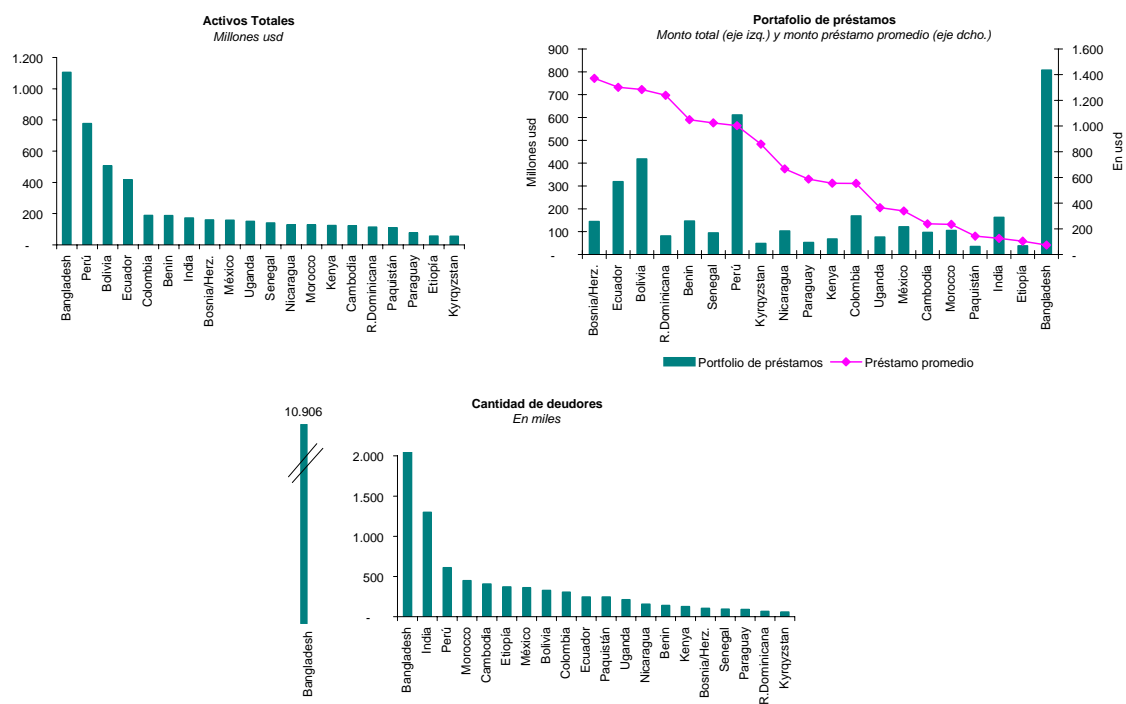 Activos Totales
Millones usd
1.200
1.000
800
600
400
200
-
Bangladesh
Perú
Bolivia
Ecuador
Colombia
Benin
India
Bosnia/Herz.
México
Uganda
Senegal
Nicaragua
Morocco
Kenya
Cambodia
R.Dominicana
Paquistán
Paraguay
Etiopía
Kyrqyzstan
Portafolio de préstamos
Monto total (eje izq.) y monto préstamo promedio (eje dcho.)
Millones usd
900
800
700
600
500
400
300
200
100
-
1.600
1.400
1.200
1.000
800
600
400
200
-
En usd
Bosnia/Herz.
Ecuador
Bolivia
R.Dominicana
Benin
Senegal
Perú
Kyrqyzstan
Nicaragua
Paraguay
Kenya
Colombia
Uganda
México
Cambodia
Morocco
Paquistán
India
Etiopía
Bangladesh
Portfolio de préstamos
Préstamo promedio
Cantidad de deudores
En miles
10.906
Bangladesh
2.000
1.500
1.000
500
-
Bangladesh
India
Perú
Morocco
Cambodia
Etiopía
México
Bolivia
Colombia
Ecuador
Paquistán
Uganda
Nicaragua
Benin
Kenya
Bosnia/Herz.
Senegal
Paraguay
R.Dominicana
Kyrqyzstan